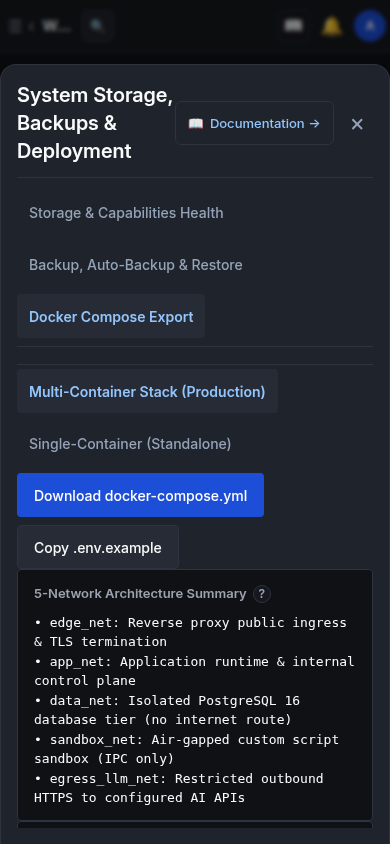 W...
A
System Storage,
Backups &
Deployment
Documentation →
×
Storage & Capabilities Health
Backup, Auto-Backup & Restore
Docker Compose Export
Multi-Container Stack (Production)
Single-Container (Standalone)
Download docker-compose.yml
Copy .env.example
5-Network Architecture Summary ?
• edge_net: Reverse proxy public ingress
& TLS termination
• app_net: Application runtime & internal
control plane
• data_net: Isolated PostgreSQL 16
database tier (no internet route)
• sandbox_net: Air-gapped custom script
sandbox (IPC only)
• egress_llm_net: Restricted outbound
HTTPS to configured AI APIs